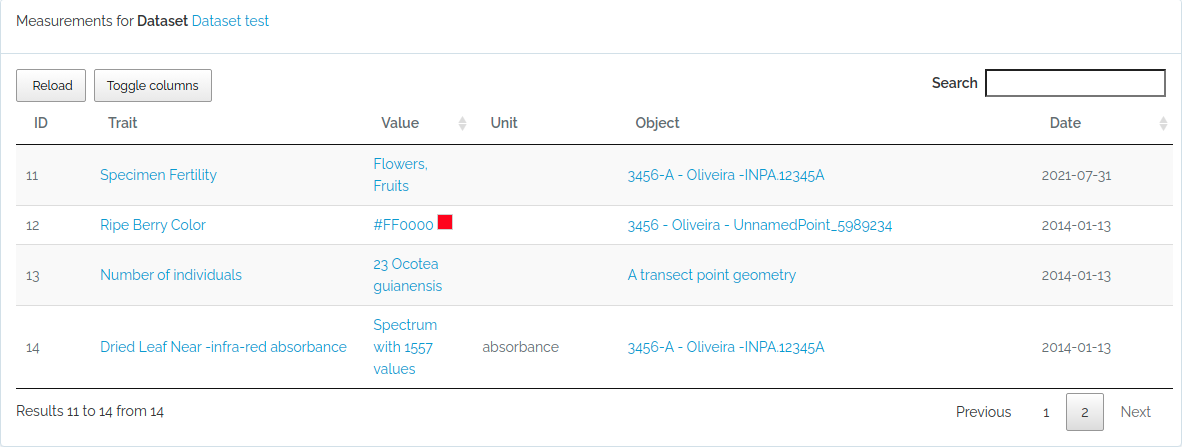 Measurements for Dataset Dataset test
Reload Toggle columns Search
ID Trait Value Unit Object Date
11 Specimen Fertility Flowers, Fruits 3456-A - Oliveira -INPA.12345A 2021-07-31
12 Ripe Berry Color #FF0000 3456 - Oliveira - UnnamedPoint_5989234 2014-01-13
13 Number of individuals 23 Ocotea guianensis A transect point geometry 2014-01-13
14 Dried Leaf Near -infra-red absorbance Spectrum with 1557 values absorbance 3456-A - Oliveira -INPA.12345A 2014-01-13
Results 11 to 14 from 14 Previous 1 2 Next